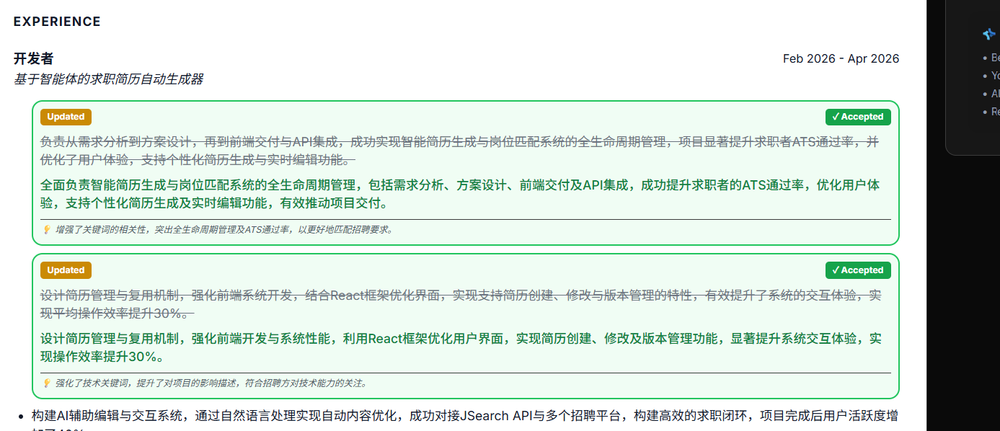 EXPERIENCE
开发者
Feb 2026 - Apr 2026
基于智能体的求职简历自动生成器
Updated
✓ Accepted
负责从需求分析到方案设计，再到前端交付与API集成，成功实现智能简历生成与岗位匹配系统的全生命周期管理，项目显著提升求职者ATS通过率，并
优化了用户体验，支持个性化简历生成与实时编辑功能。
全面负责智能简历生成与岗位匹配系统的全生命周期管理，包括需求分析、方案设计、前端交付及API集成，成功提升求职者的ATS通过率，优化用户体
验，支持个性化简历生成及实时编辑功能，有效推动项目交付。
增强了关键词的相关性，突出全生命周期管理及ATS通过率，以更好地匹配招聘要求。
Updated
✓ Accepted
设计简历管理与复用机制，强化前端系统开发，结合React框架优化界面，实现支持简历创建、修改与版本管理的特性，有效提升了系统的交互体验，实
现平均操作效率提升30%。
设计简历管理与复用机制，强化前端开发与系统性能，利用React框架优化用户界面，实现简历创建、修改及版本管理功能，显著提升系统交互体验，实
现操作效率提升30%。
强化了技术关键词，提升了对项目的影响描述，符合招聘方对技术能力的关注。
• 构建AI辅助编辑与交互系统，通过自然语言处理实现自动内容优化，成功对接JSearch API与多个招聘平台，构建高效的求职闭环，项目完成后用户活跃度增